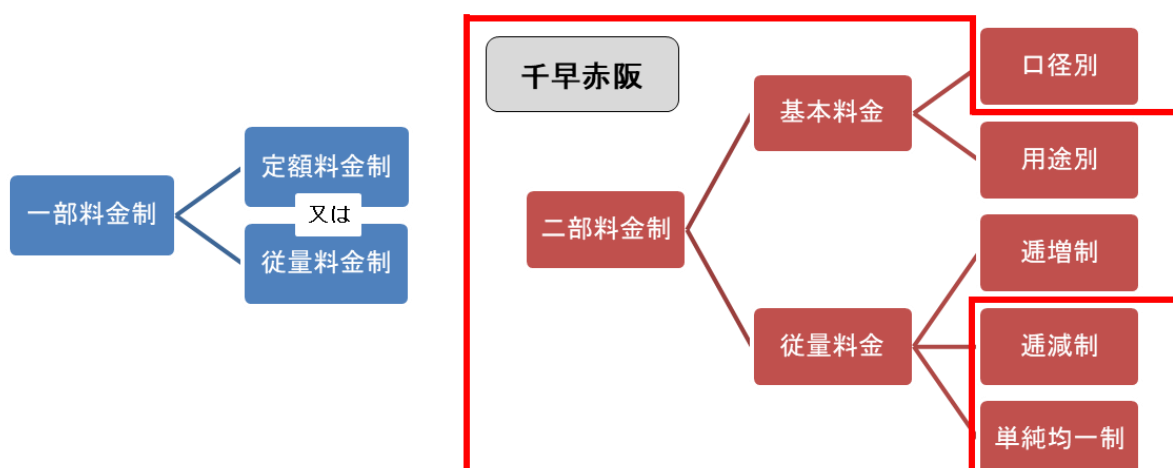 一部料金制
定額料金制
又は
従量料金制
千早赤阪
二部料金制
基本料金
口径別
用途別
従量料金
逓増制
逓減制
単純均一制